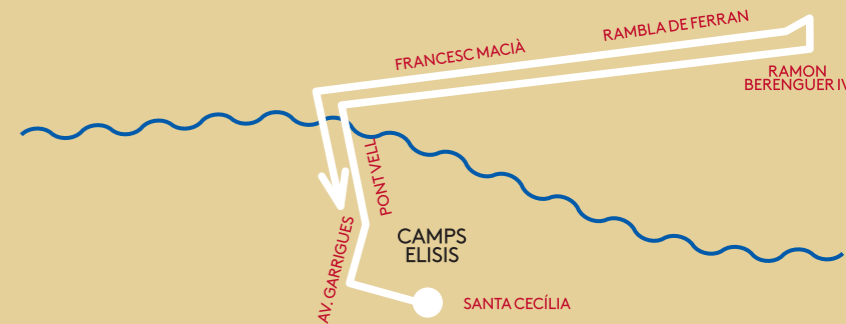 RAMBLA DE FERRAN
FRANCESC MACIÀ
RAMON
BERENGUER IV
PONT VELL
AV. GARRIGUES
CAMPS
ELISIS
SANTA CECÍLIA